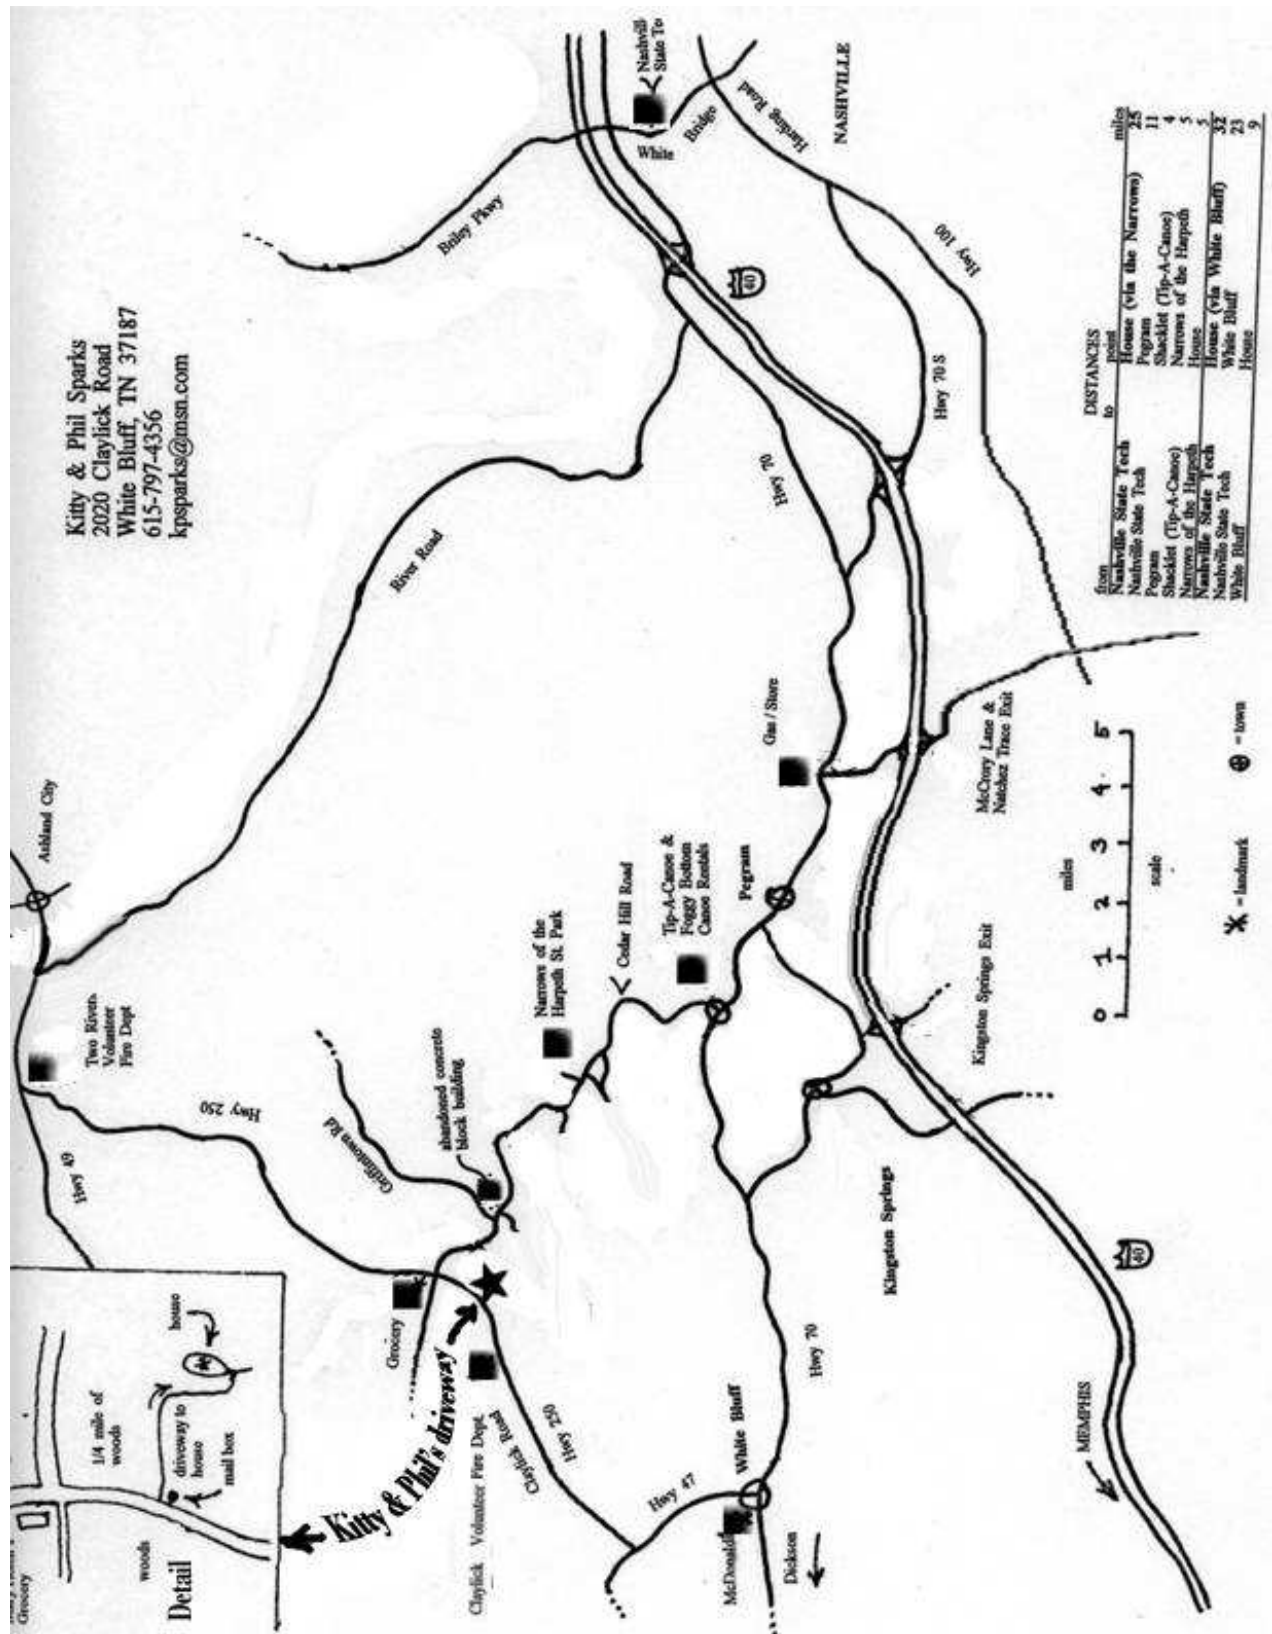 Kitty & Phil Sparks
2020 Claylick Road
White Bluff, TN 37187
615-797-4356
kpsparks@msn.com
Ashland City
Two Rivers
Volunteer
Fire Dept
Hwy 49
Hwy 250
River Road
Briley Pkwy
White
Bridge
State
Harding Road
NASHVILLE
Hwy 100
Hwy 70 S
40
Hwy 70
Gas / Store
McCrory Lane &
Natchez Trace Exit
Pegram
Tip-A-Canoe &
Foggy Bottom
Canoe Rentals
Cedar Hill Road
Narrows of the
Harpeth St. Park
abandoned concrete
block building
Griffintown Rd
Grocery
Kitty & Phil's driveway
Claylick Volunteer Fire Dept.
Claylick Road
Hwy 250
Hwy 47
White Bluff
McDonald
Dickson
Hwy 70
Kingston Springs
Kingston Springs Exit
40
MEMPHIS
Grocery
woods
Detail
1/4 mile of
woods
driveway to
house
mail box
house
miles
0 1 2 3 4 5
scale
= landmark
= town
DISTANCES
from to point miles
Nashville State Tech House (via the Narrows) 25
Nashville State Tech Pegram 11
Pegram Shacklet (Tip-A-Canoe) 4
Shacklet (Tip-A-Canoe) Narrows of the Harpeth 5
Narrows of the Harpeth House 5
Nashville State Tech House (via White Bluff) 32
Nashville State Tech White Bluff 23
White Bluff House 9